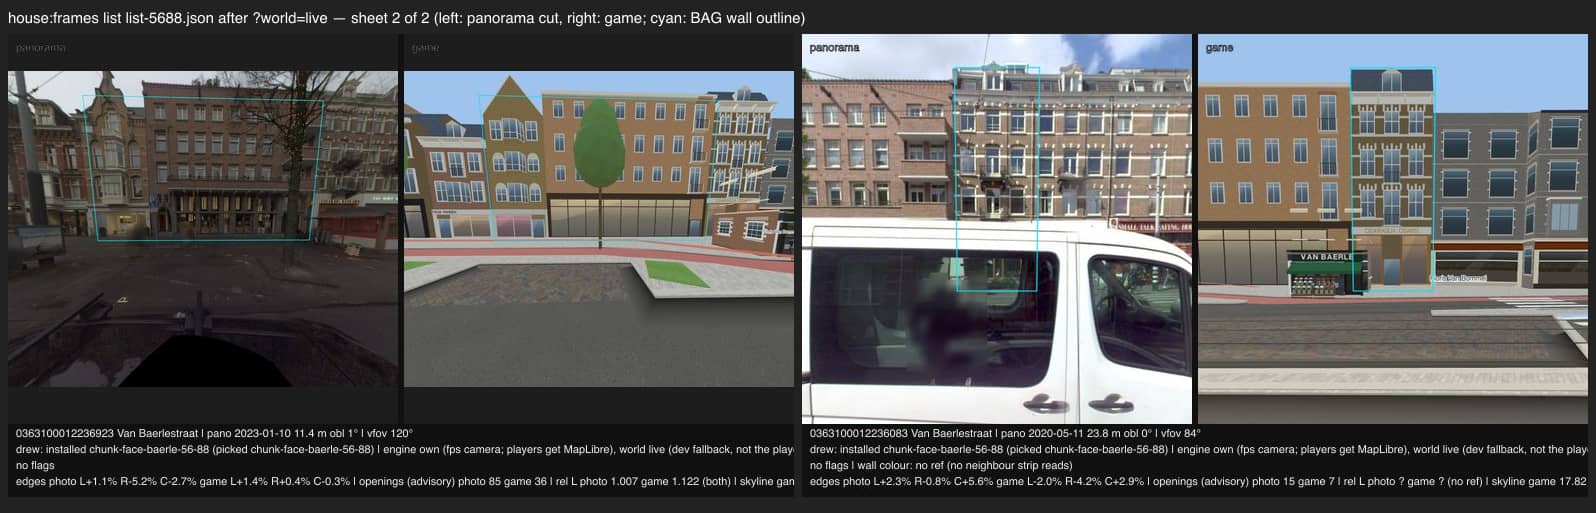 house:frames list list-5688.json after ?world=live — sheet 2 of 2 (left: panorama cut, right: game; cyan: BAG wall outline)
panorama
game
panorama
game
VAN BAERLE
0363100012236923 Van Baerlestraat | pano 2023-01-10 11.4 m obl 1° | vfov 120°
drew: installed chunk-face-baerle-56-88 (picked chunk-face-baerle-56-88) | engine own (fps camera; players get MapLibre), world live (dev fallback, not the playe
no flags
edges photo L+1.1% R-5.2% C-2.7% game L+1.4% R+0.4% C-0.3% | openings (advisory) photo 85 game 36 | rel L photo 1.007 game 1.122 (both) | skyline gam
0363100012236083 Van Baerlestraat | pano 2020-05-11 23.8 m obl 0° | vfov 84°
drew: installed chunk-face-baerle-56-88 (picked chunk-face-baerle-56-88) | engine own (fps camera; players get MapLibre), world live (dev fallback, not the playe
no flags | wall colour: no ref (no neighbour strip reads)
edges photo L+2.3% R-0.8% C+5.6% game L-2.0% R-4.2% C+2.9% | openings (advisory) photo 15 game 7 | rel L photo ? game ? (no ref) | skyline game 17.82